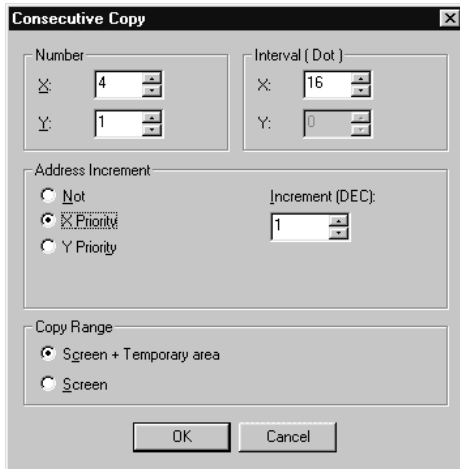 Consecutive Copy
Number
X: 4
Y: 1
Interval ( Dot )
X: 16
Y: 0
Address Increment
Not
X Priority
Y Priority
Increment (DEC):
1
Copy Range
Screen + Temporary area
Screen
OK Cancel